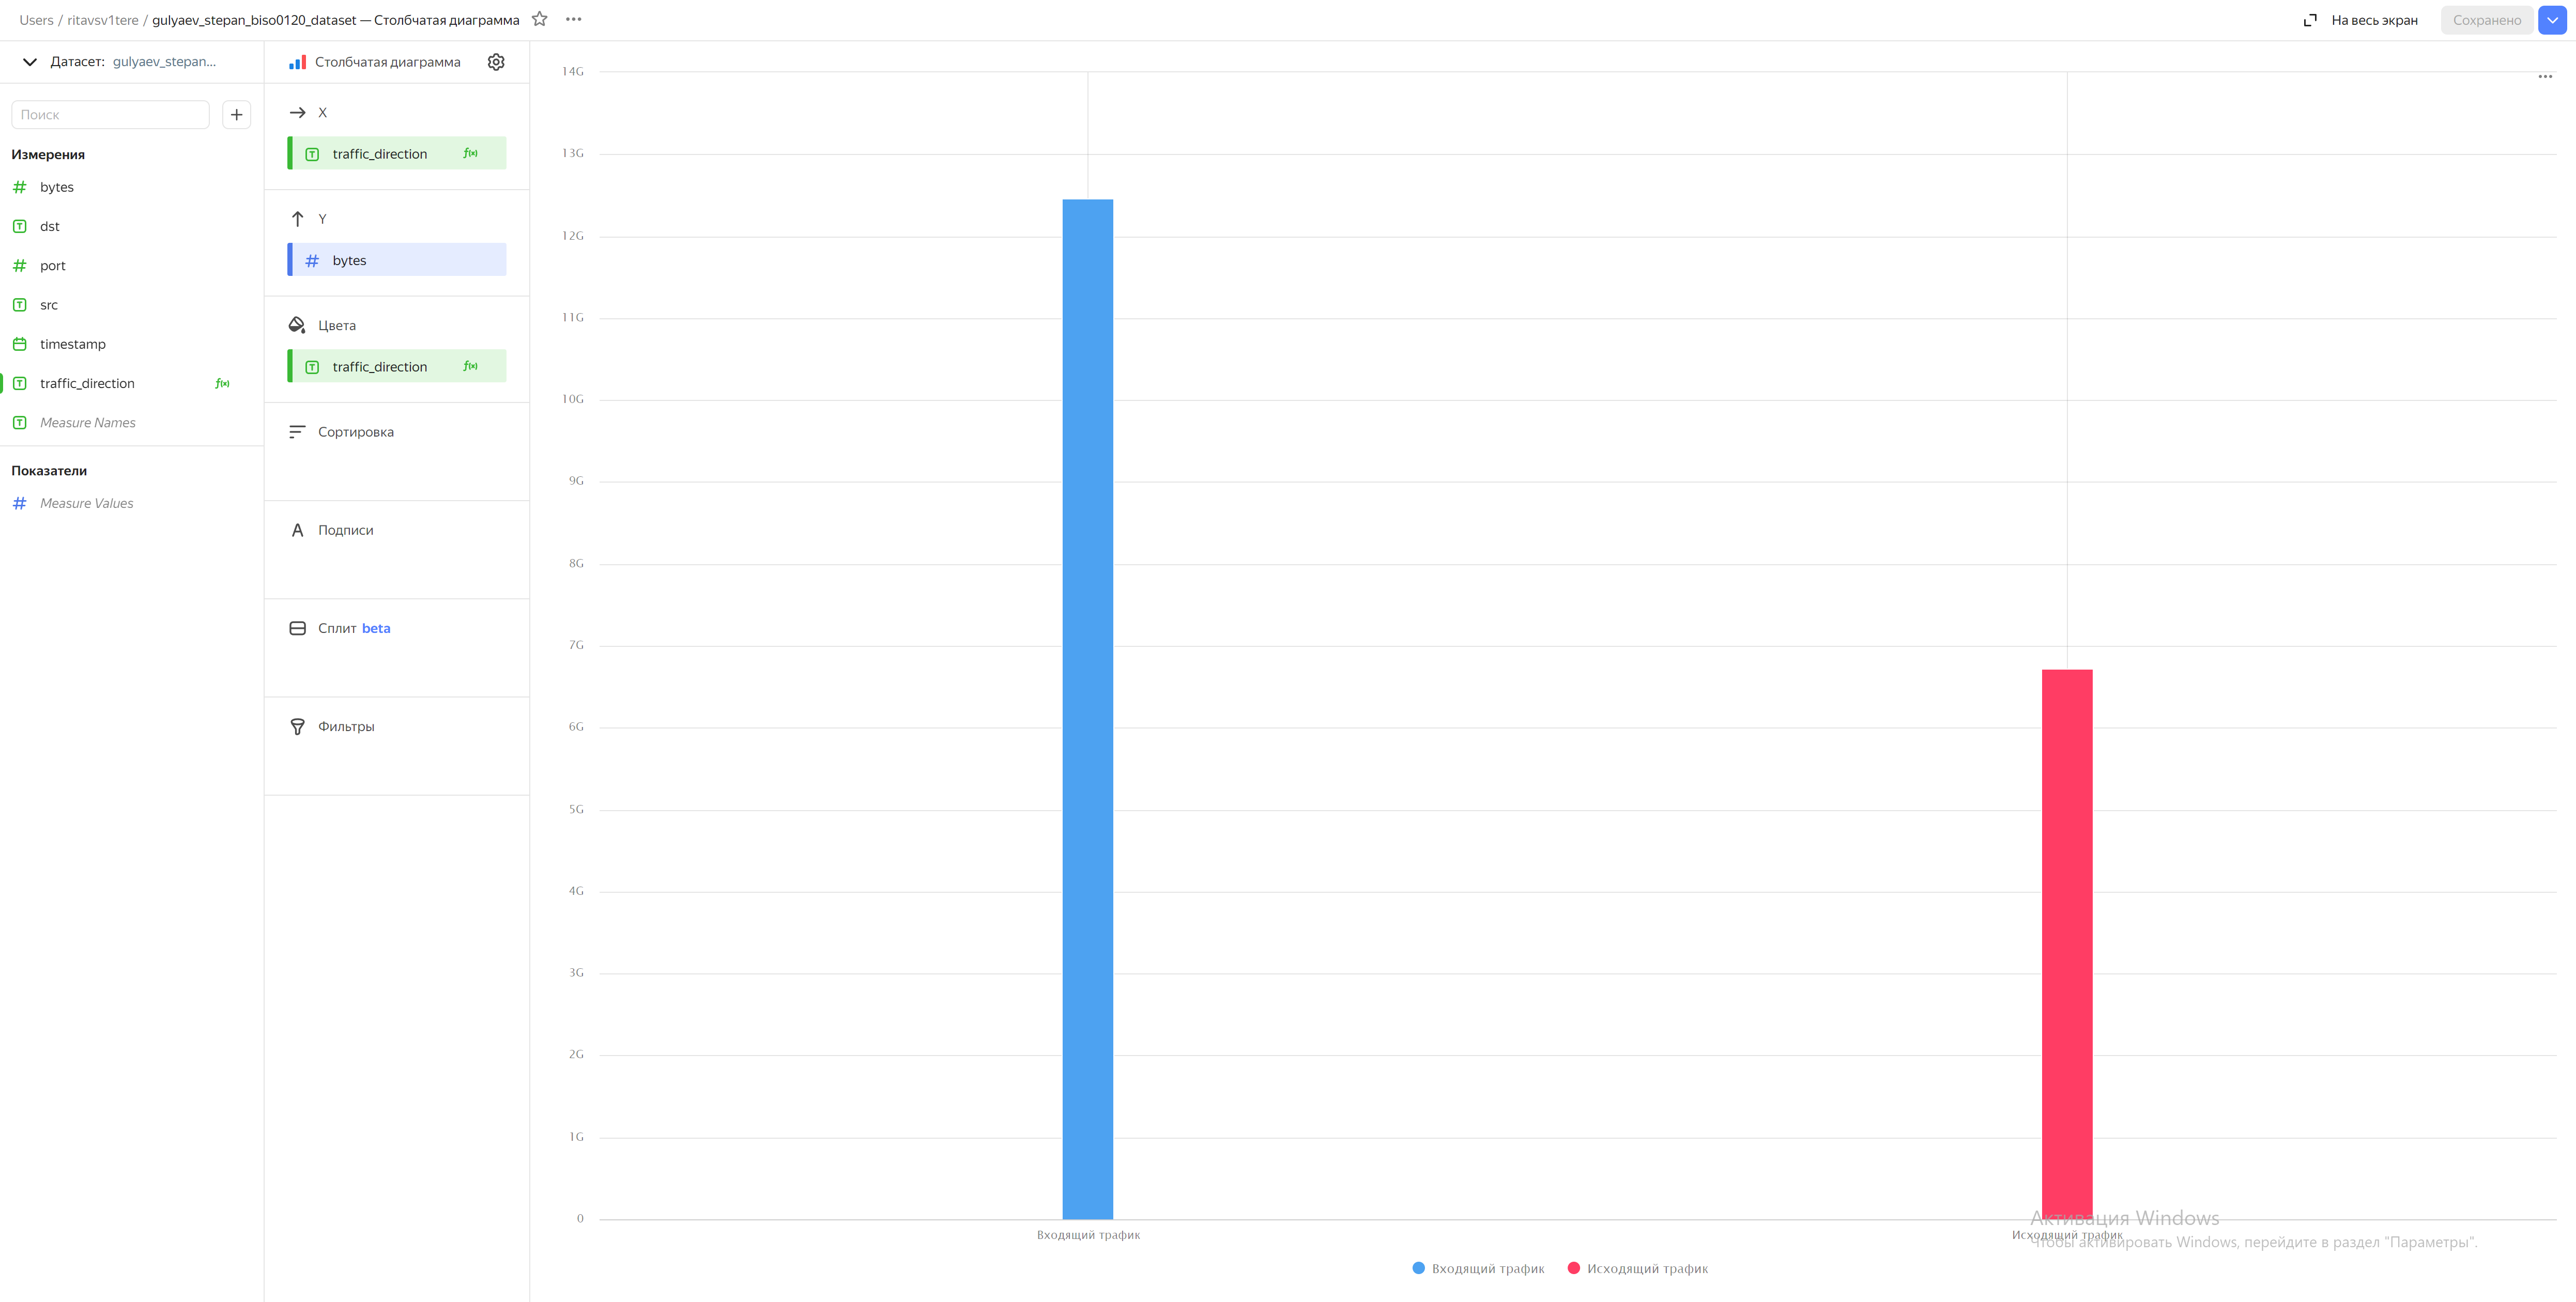 Users / ritavsv1tere / gulyaev_stepan_biso0120_dataset — Столбчатая диаграмма
На весь экран
Сохранено
Датасет: gulyaev_stepan...
Поиск
Измерения
bytes
dst
port
src
timestamp
traffic_direction f(x)
Measure Names
Показатели
Measure Values
Столбчатая диаграмма
X
traffic_direction f(x)
Y
bytes
Цвета
traffic_direction f(x)
Сортировка
Подписи
Сплит beta
Фильтры
14G
13G
12G
11G
10G
9G
8G
7G
6G
5G
4G
3G
2G
1G
0
Входящий трафик
Исходящий трафик
Входящий трафик
Исходящий трафик
Активация Windows
Чтобы активировать Windows, перейдите в раздел "Параметры".